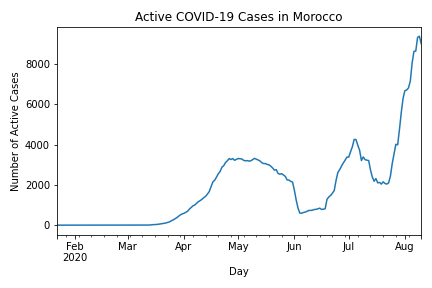 Active COVID-19 Cases in Morocco
Number of Active Cases
8000
6000
4000
2000
0
Feb
2020
Mar
Apr
May
Jun
Jul
Aug
Day